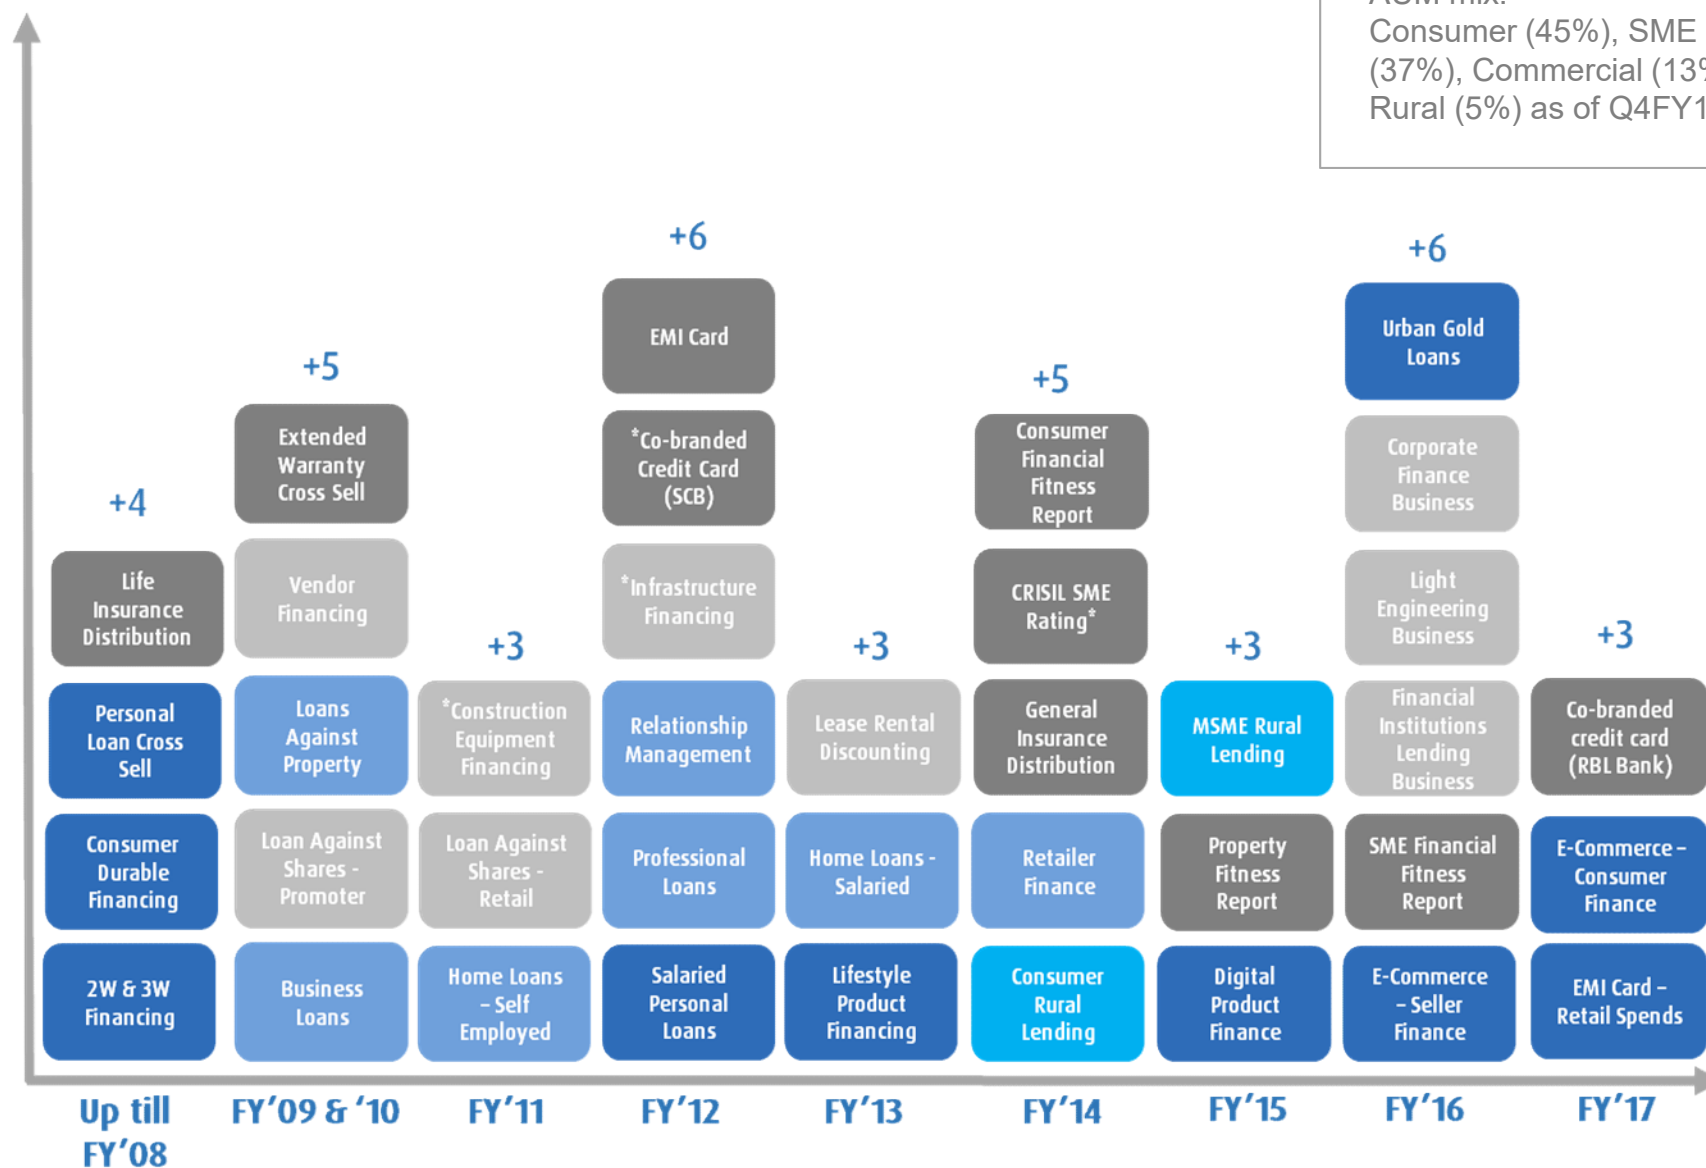 AUM mix:
Consumer (45%), SME
(37%), Commercial (13%
Rural (5%) as of Q4FY1
+4
Life
Insurance
Distribution
Personal
Loan Cross
Sell
Consumer
Durable
Financing
2W & 3W
Financing
Up till
FY'08
+5
Extended
Warranty
Cross Sell
Vendor
Financing
Loans
Against
Property
Loan Against
Shares -
Promoter
Business
Loans
FY'09 & '10
+3
*Construction
Equipment
Financing
Loan Against
Shares -
Retail
Home Loans
– Self
Employed
FY'11
+6
EMI Card
*Co-branded
Credit Card
(SCB)
*Infrastructure
Financing
Relationship
Management
Professional
Loans
Salaried
Personal
Loans
FY'12
+3
Lease Rental
Discounting
Home Loans -
Salaried
Lifestyle
Product
Financing
FY'13
+5
Consumer
Financial
Fitness
Report
CRISIL SME
Rating*
General
Insurance
Distribution
Retailer
Finance
Consumer
Rural
Lending
FY'14
+3
MSME Rural
Lending
Property
Fitness
Report
Digital
Product
Finance
FY'15
+6
Urban Gold
Loans
Corporate
Finance
Business
Light
Engineering
Business
Financial
Institutions
Lending
Business
SME Financial
Fitness
Report
E-Commerce
– Seller
Finance
FY'16
+3
Co-branded
credit card
(RBL Bank)
E-Commerce –
Consumer
Finance
EMI Card –
Retail Spends
FY'17